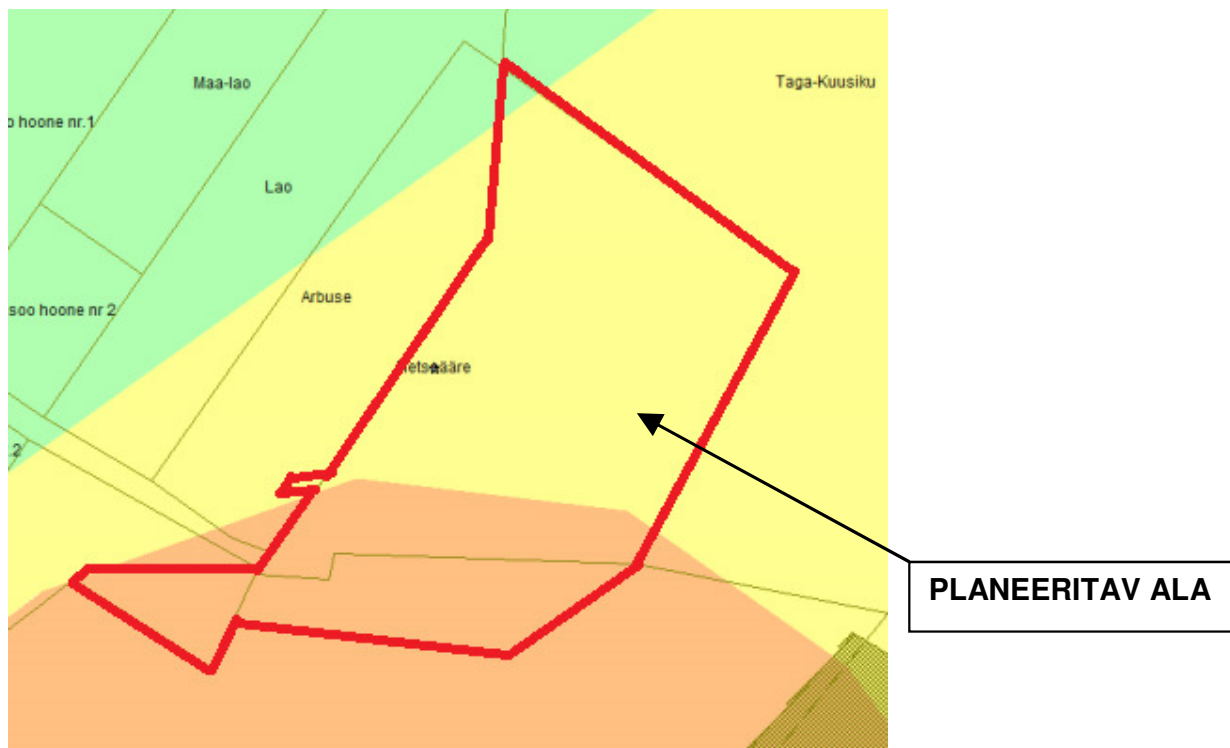 Maa-lao
Taga-Kuusiku
o hoone nr.1
Lao
Arbuse
soo hoone nr 2
.2
PLANEERITAV ALA